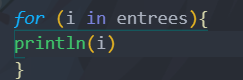 for (i in entrees){
println(i)
}